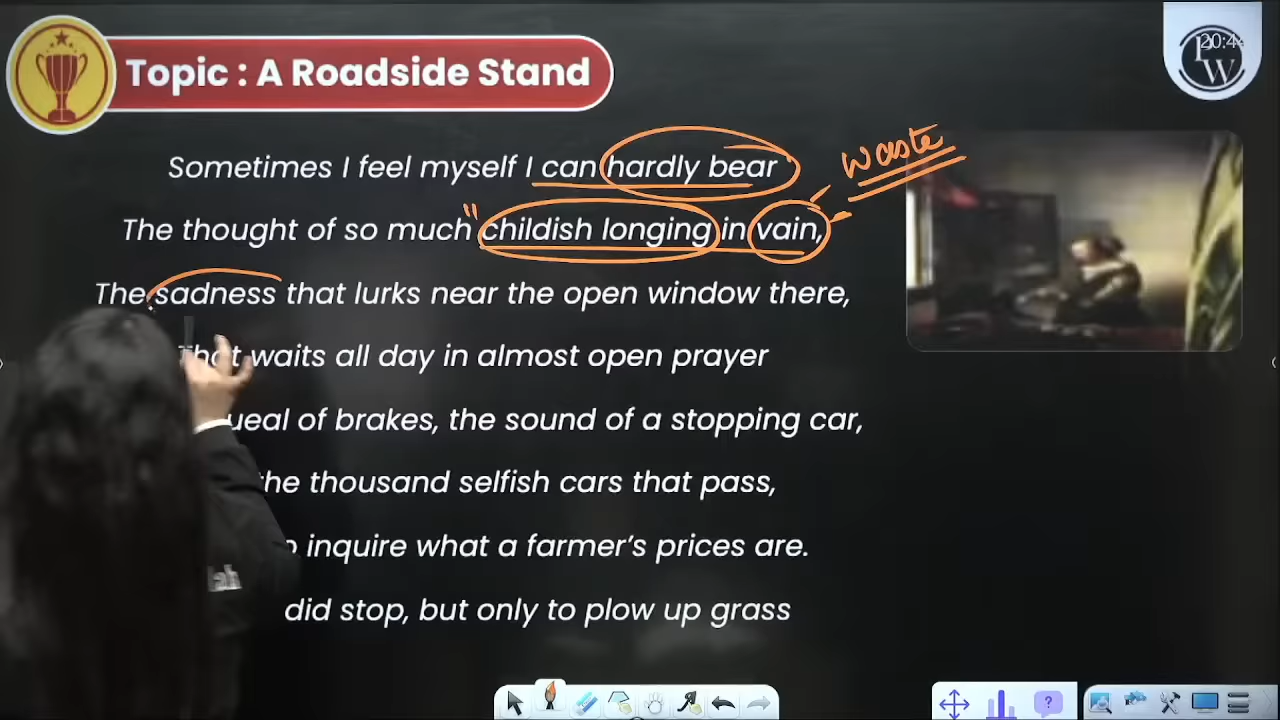 Topic : A Roadside Stand
20:4
PW
waste
Sometimes I feel myself I can hardly bear
The thought of so much "childish longing in vain,
The sadness that lurks near the open window there,
That waits all day in almost open prayer
ueal of brakes, the sound of a stopping car,
the thousand selfish cars that pass,
inquire what a farmer's prices are.
did stop, but only to plow up grass